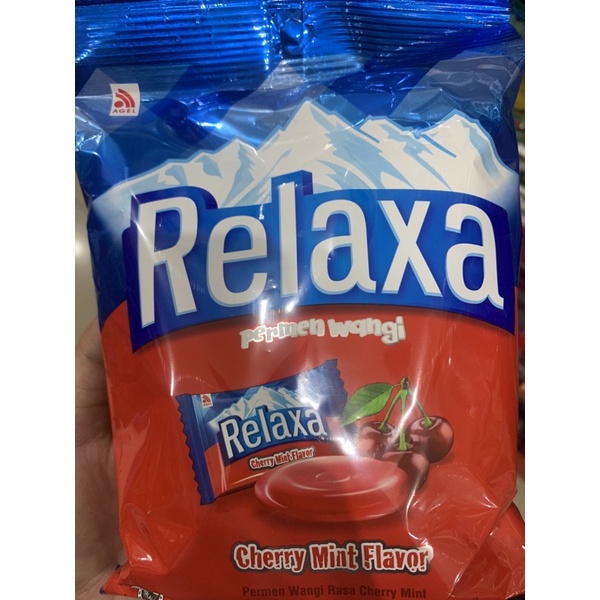 AGEL
Relaxa
permen wangi
Relaxa
Cherry Mint Flavor
Cherry Mint Flavor
Permen Wangi Rasa Cherry Mint